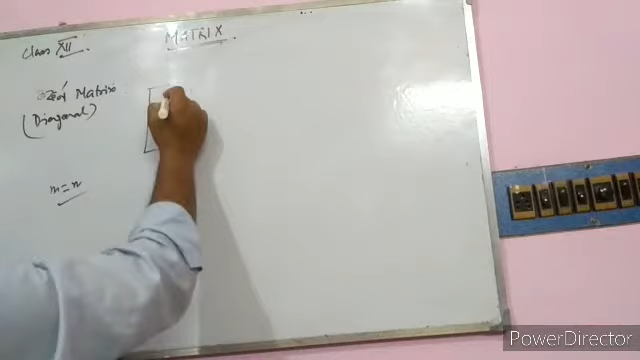 MATRIX.
Class XII.
Matrix
(Diagonal)
m = n
PowerDirector